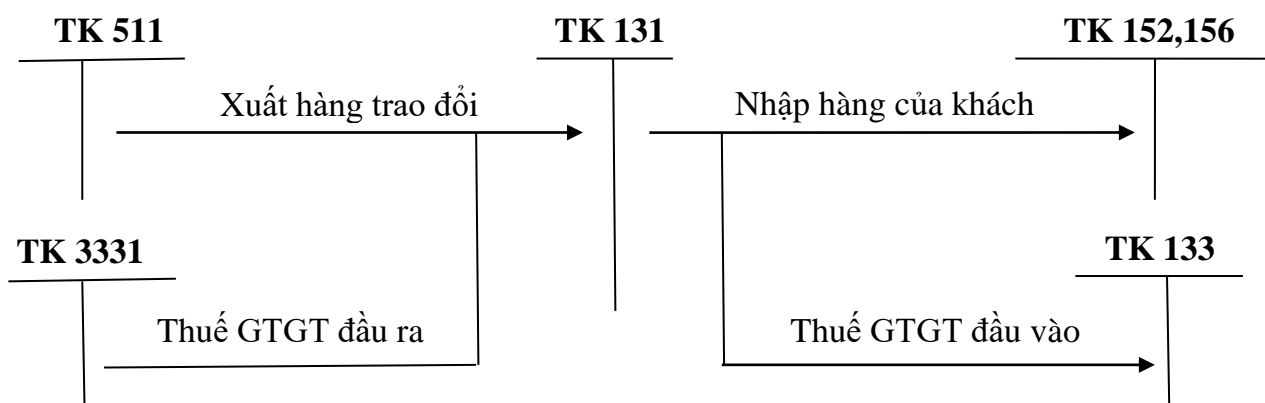 TK 511
TK 131
TK 152,156
Xuất hàng trao đổi
Nhập hàng của khách
TK 3331
TK 133
Thuế GTGT đầu ra
Thuế GTGT đầu vào